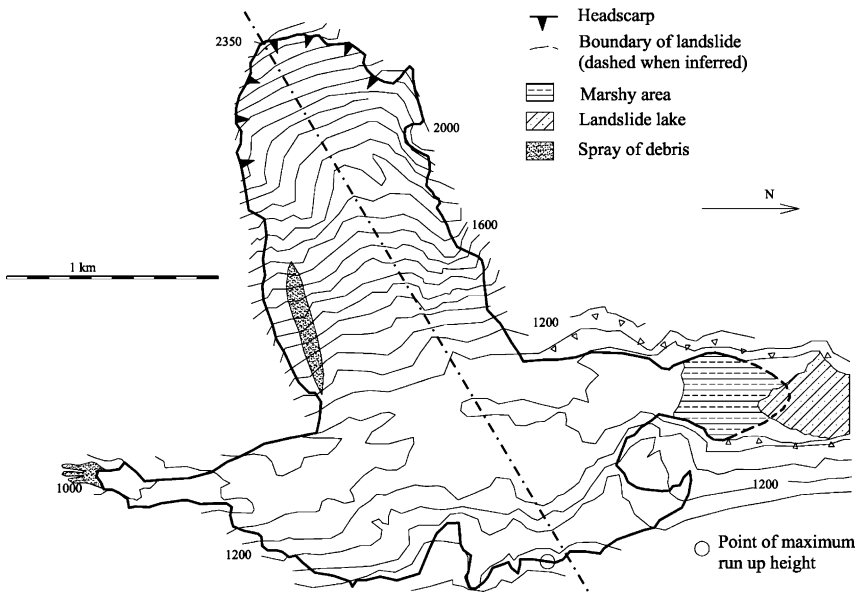 2350
Headscarp
Boundary of landslide
(dashed when inferred)
Marshy area
Landslide lake
Spray of debris
2000
N
1600
1 km
1200
1000
1200
1200
Point of maximum
run up height